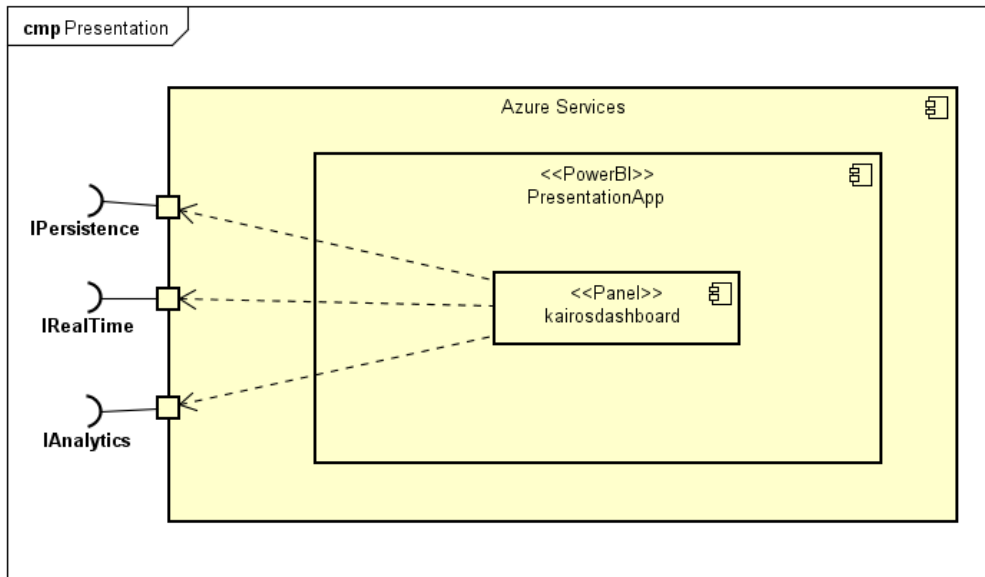 cmp Presentation
Azure Services
<<PowerBI>>
PresentationApp
IPersistence
<<Panel>>
kairosdashboard
IRealTime
IAnalytics